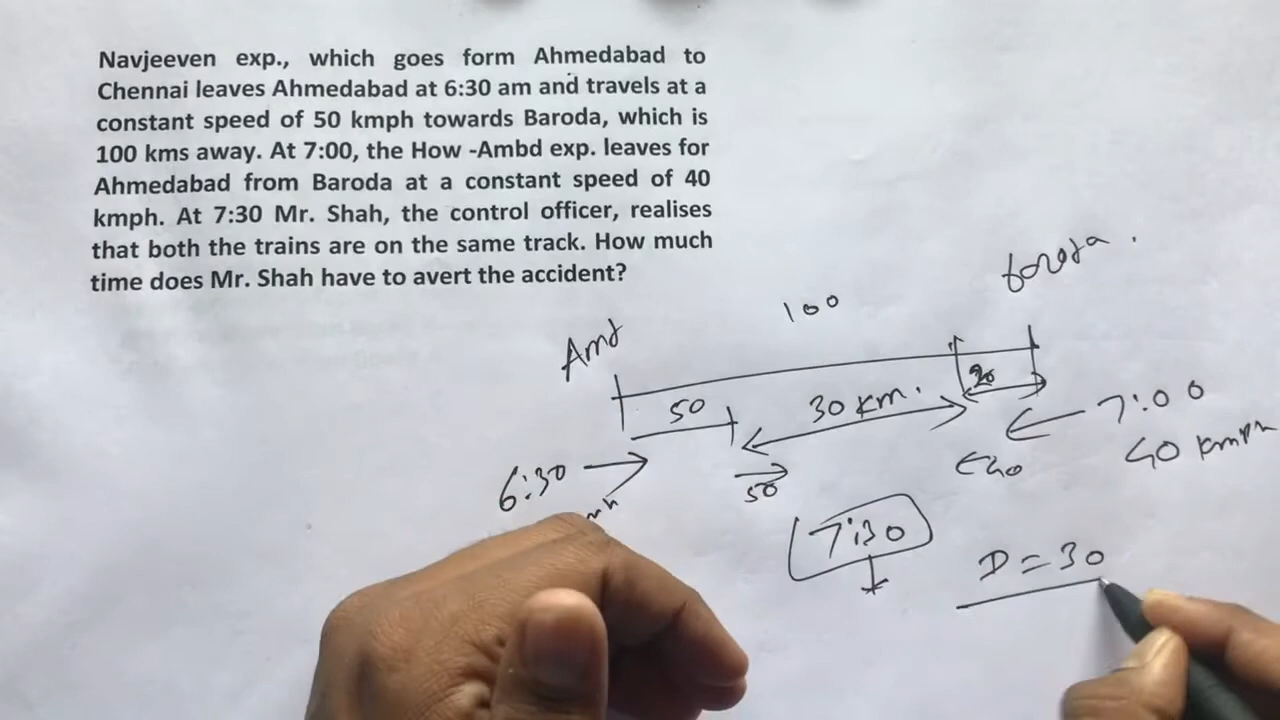 Navjeeven exp., which goes form Ahmedabad to
Chennai leaves Ahmedabad at 6:30 am and travels at a
constant speed of 50 kmph towards Baroda, which is
100 kms away. At 7:00, the How -Ambd exp. leaves for
Ahmedabad from Baroda at a constant speed of 40
kmph. At 7:30 Mr. Shah, the control officer, realises
that both the trains are on the same track. How much
time does Mr. Shah have to avert the accident?
100
Amd
50
30 km.
20
7:00
40 kmph
6:30
50
40
7:30
D = 30